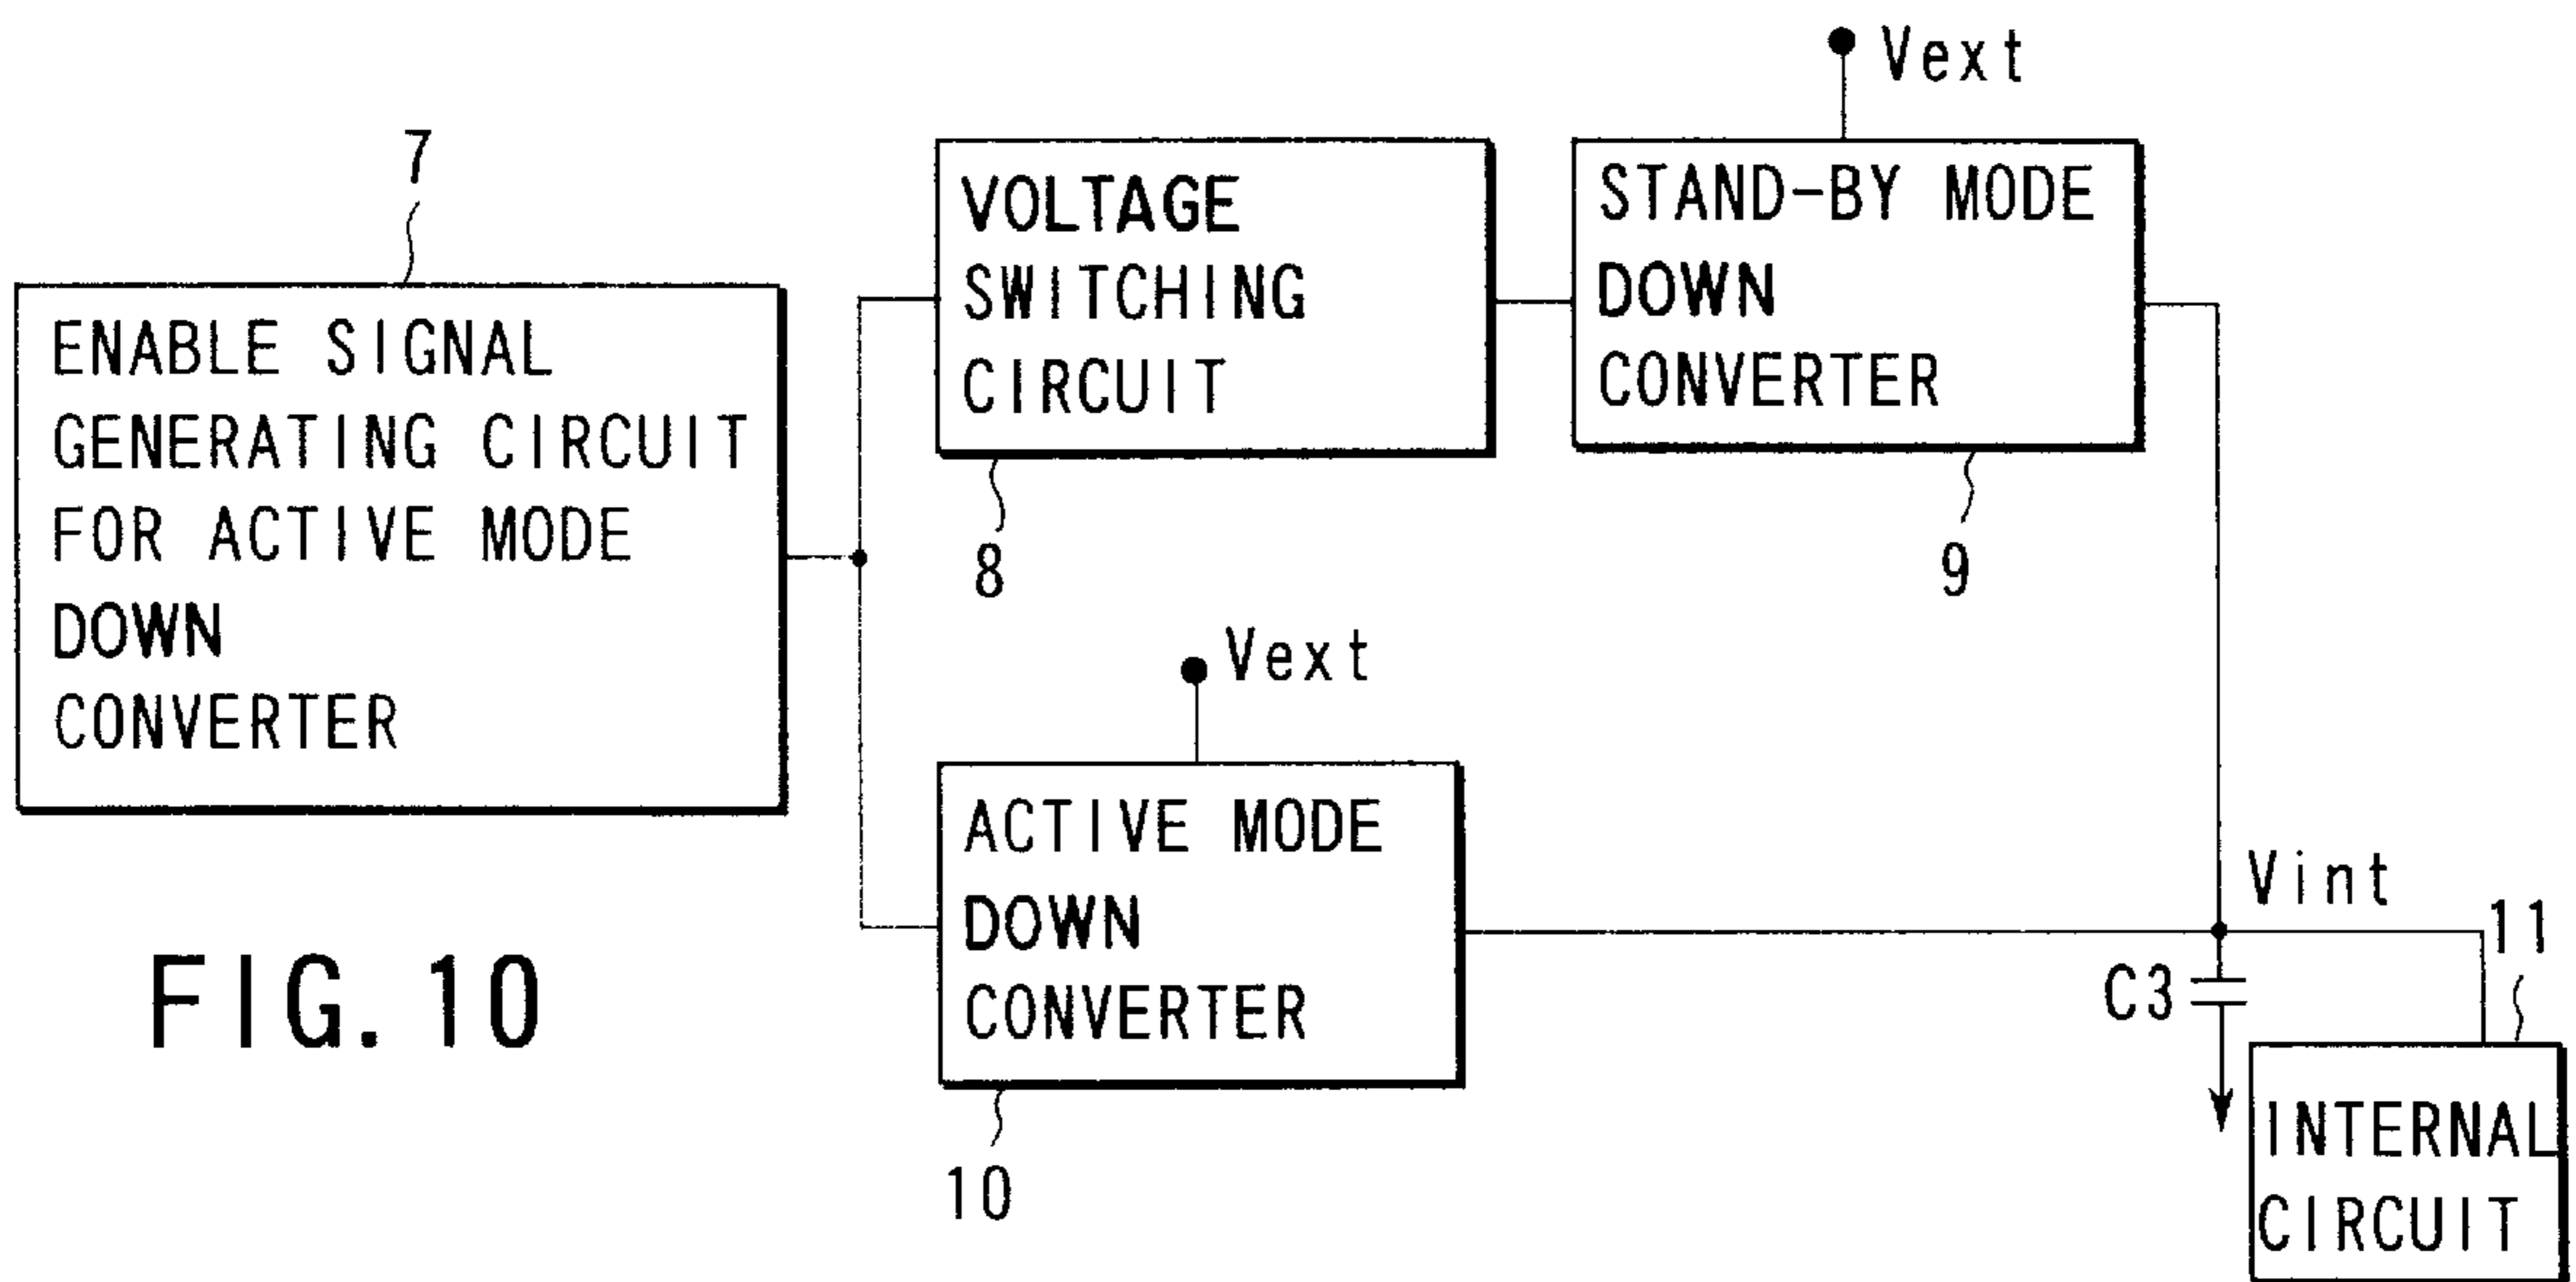 7
ENABLE SIGNAL
GENERATING CIRCUIT
FOR ACTIVE MODE
DOWN
CONVERTER
VOLTAGE
SWITCHING
CIRCUIT
8
Vext
STAND-BY MODE
DOWN
CONVERTER
9
Vext
ACTIVE MODE
DOWN
CONVERTER
10
Vint
C3
11
INTERNAL
CIRCUIT
FIG. 10